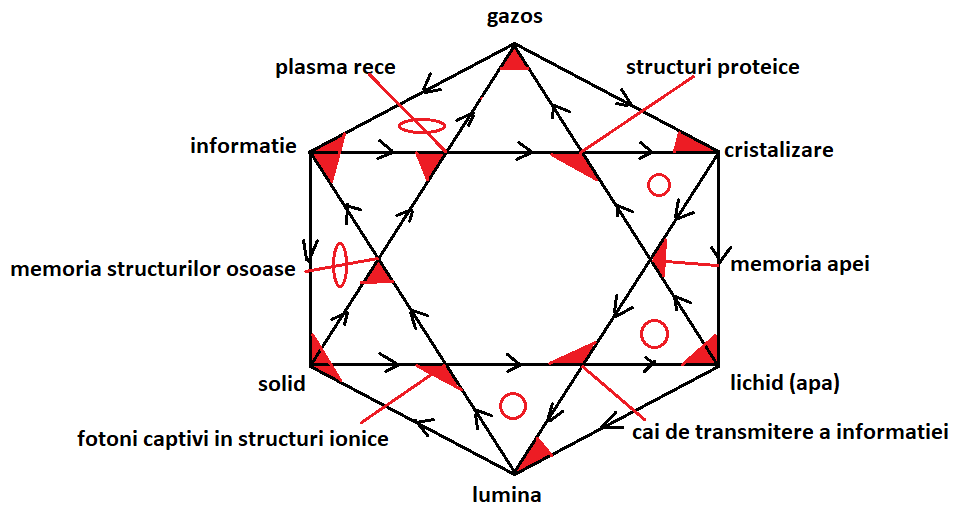 gazos
plasma rece
structuri proteice
informatie
cristalizare
memoria structurilor osoase
memoria apei
solid
lichid (apa)
fotoni captivi in structuri ionice
cai de transmitere a informatiei
lumina